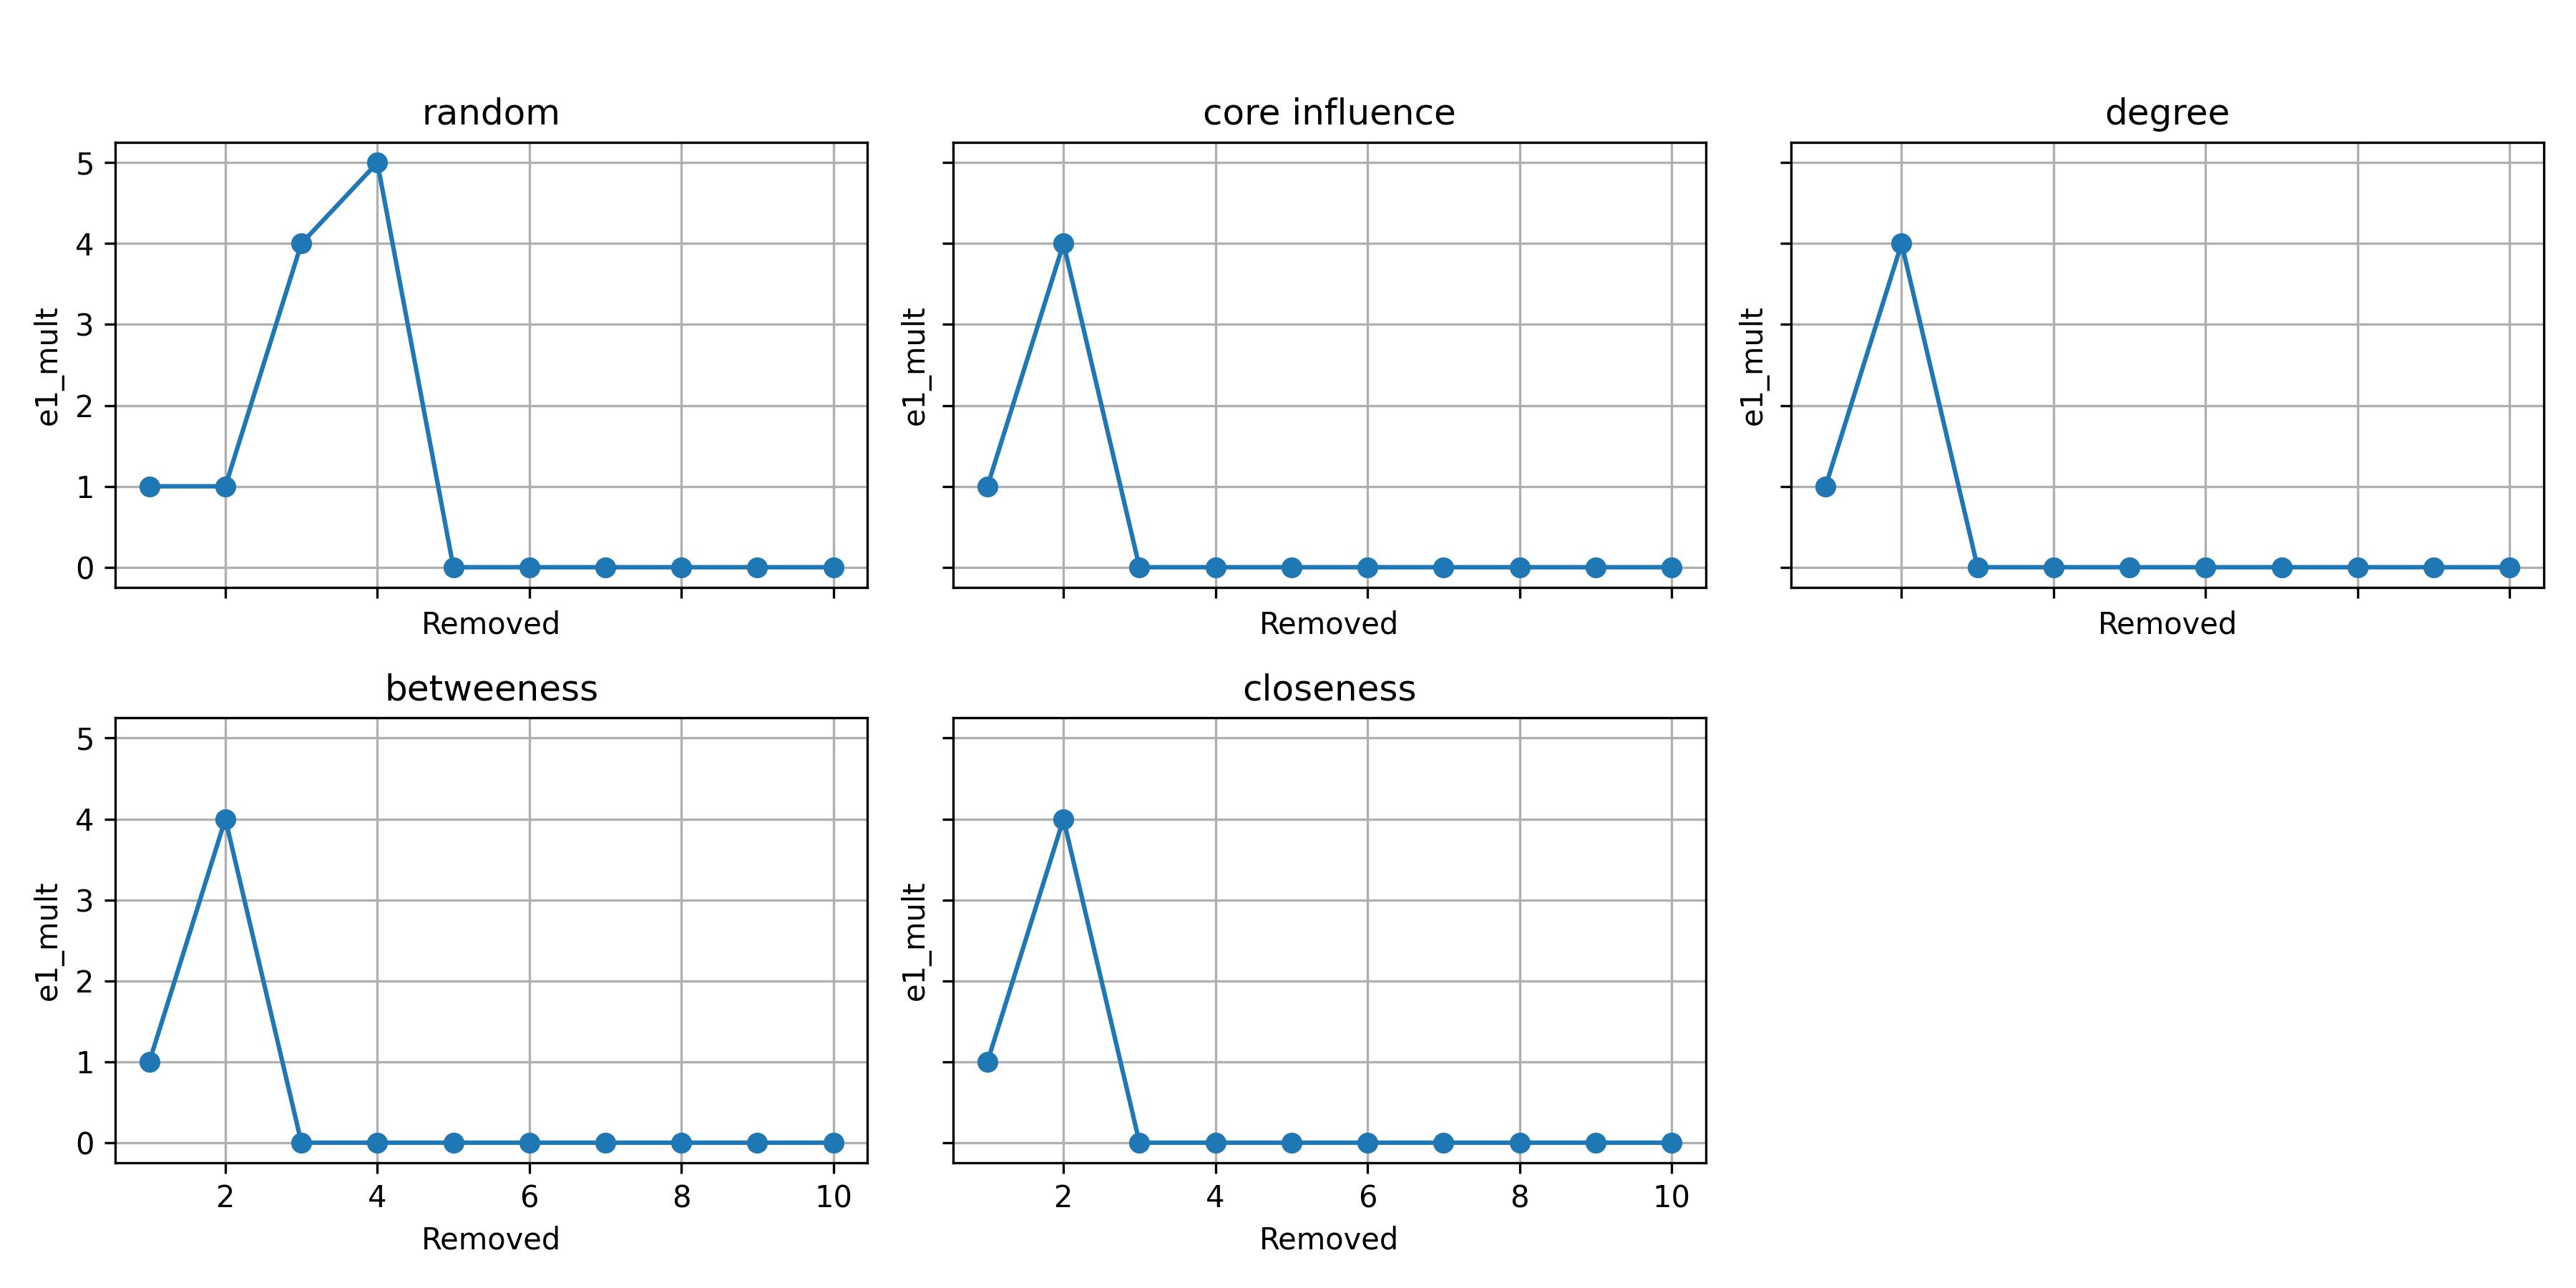 random
core influence
degree
5
4
3
2
1
0
e1_mult
e1_mult
e1_mult
Removed
Removed
Removed
betweeness
closeness
5
4
3
2
1
0
e1_mult
e1_mult
2 4 6 8 10
2 4 6 8 10
Removed
Removed